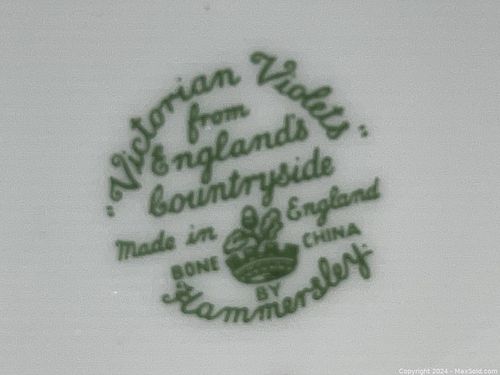 "Victorian Violets"
from
England's
Countryside
Made in England
BONE CHINA
BY
Hammersley
Copyright 2024 - MaxSold.com